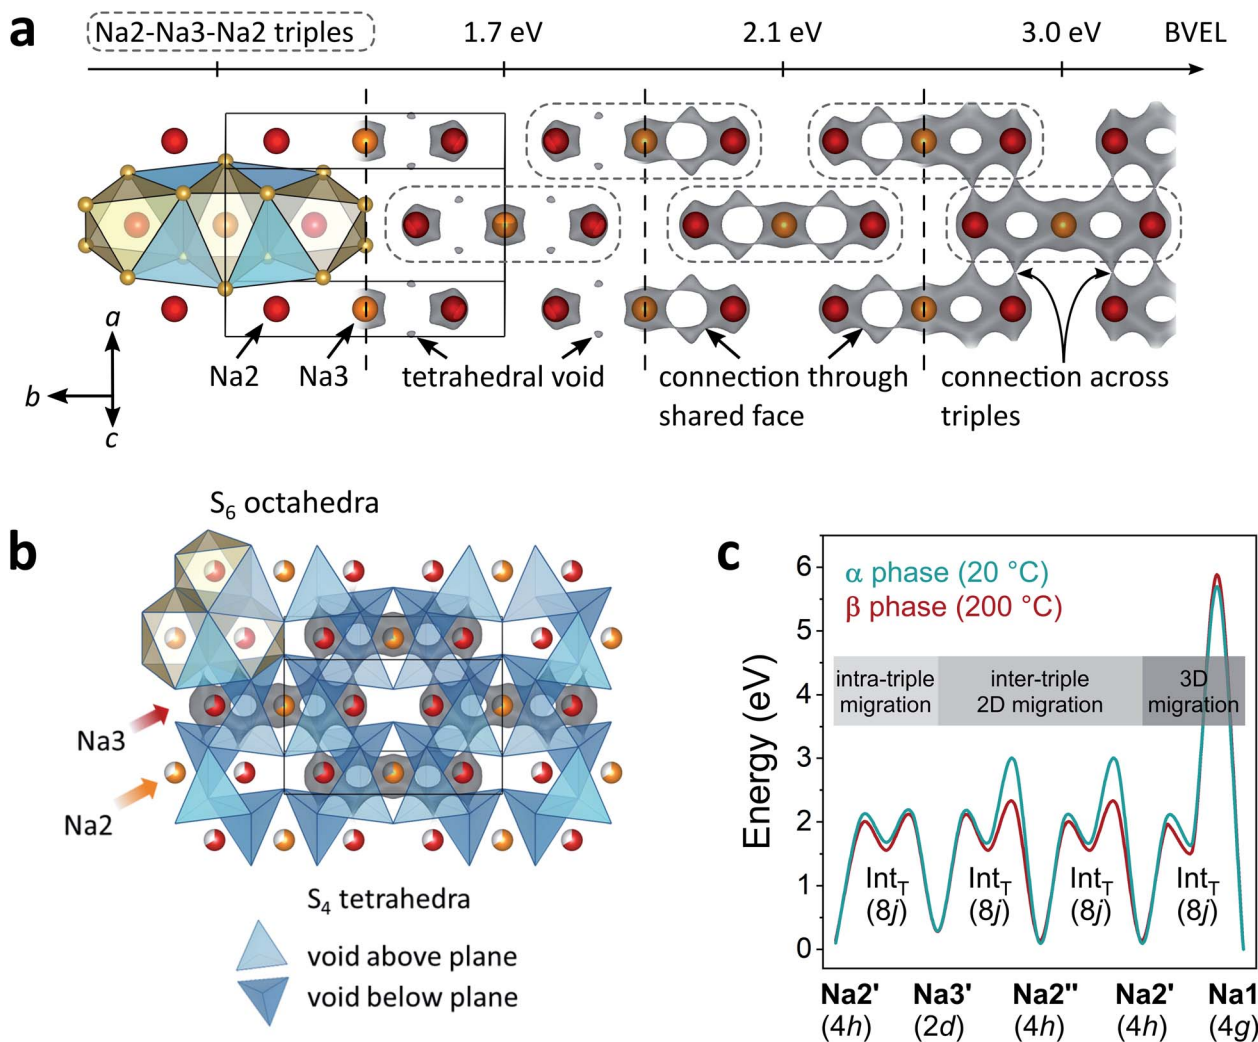 a
Na2-Na3-Na2 triples 1.7 eV 2.1 eV 3.0 eV BVEL
a
b
c
Na2 Na3
tetrahedral void
connection through
shared face
connection across
triples
b
S6 octahedra
Na3
Na2
S4 tetrahedra
void above plane
void below plane
c
Energy (eV)
6
5
4
3
2
1
0
α phase (20 °C)
β phase (200 °C)
intra-triple
migration
inter-triple
2D migration
3D
migration
IntT
(8j)
IntT
(8j)
IntT
(8j)
IntT
(8j)
Na2' Na3' Na2'' Na2' Na1
(4h) (2d) (4h) (4h) (4g)